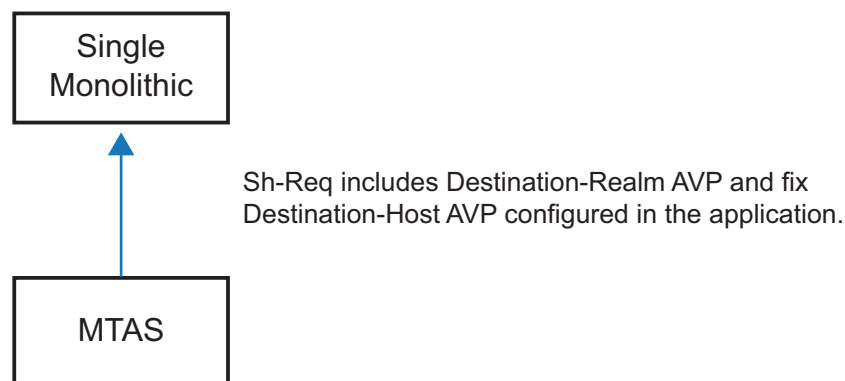 Single
Monolithic
Sh-Req includes Destination-Realm AVP and fix
Destination-Host AVP configured in the application.
MTAS